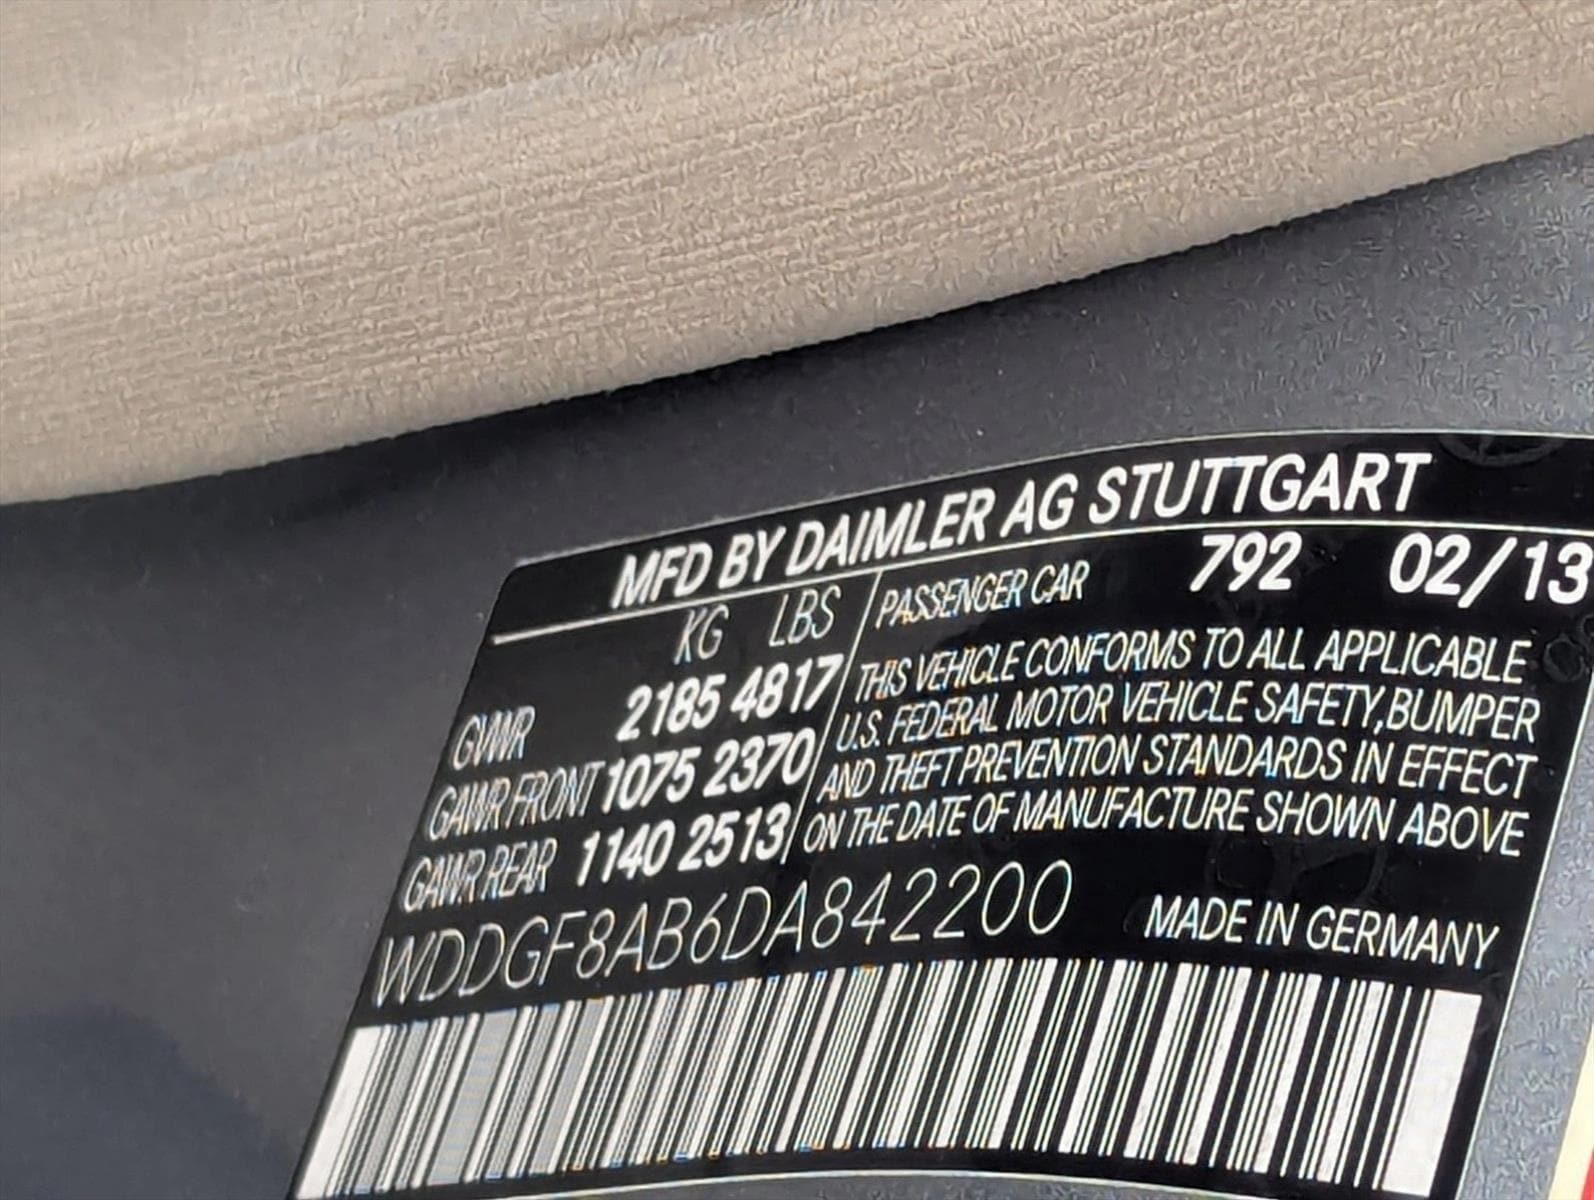 MFD BY DAIMLER AG STUTTGART
KG LBS
PASSENGER CAR 792 02/13
GVWR 2185 4817
GAWR FRONT 1075 2370
GAWR REAR 1140 2513
THIS VEHICLE CONFORMS TO ALL APPLICABLE
U.S. FEDERAL MOTOR VEHICLE SAFETY, BUMPER
AND THEFT PREVENTION STANDARDS IN EFFECT
ON THE DATE OF MANUFACTURE SHOWN ABOVE
WDDGF8AB6DA842200
MADE IN GERMANY